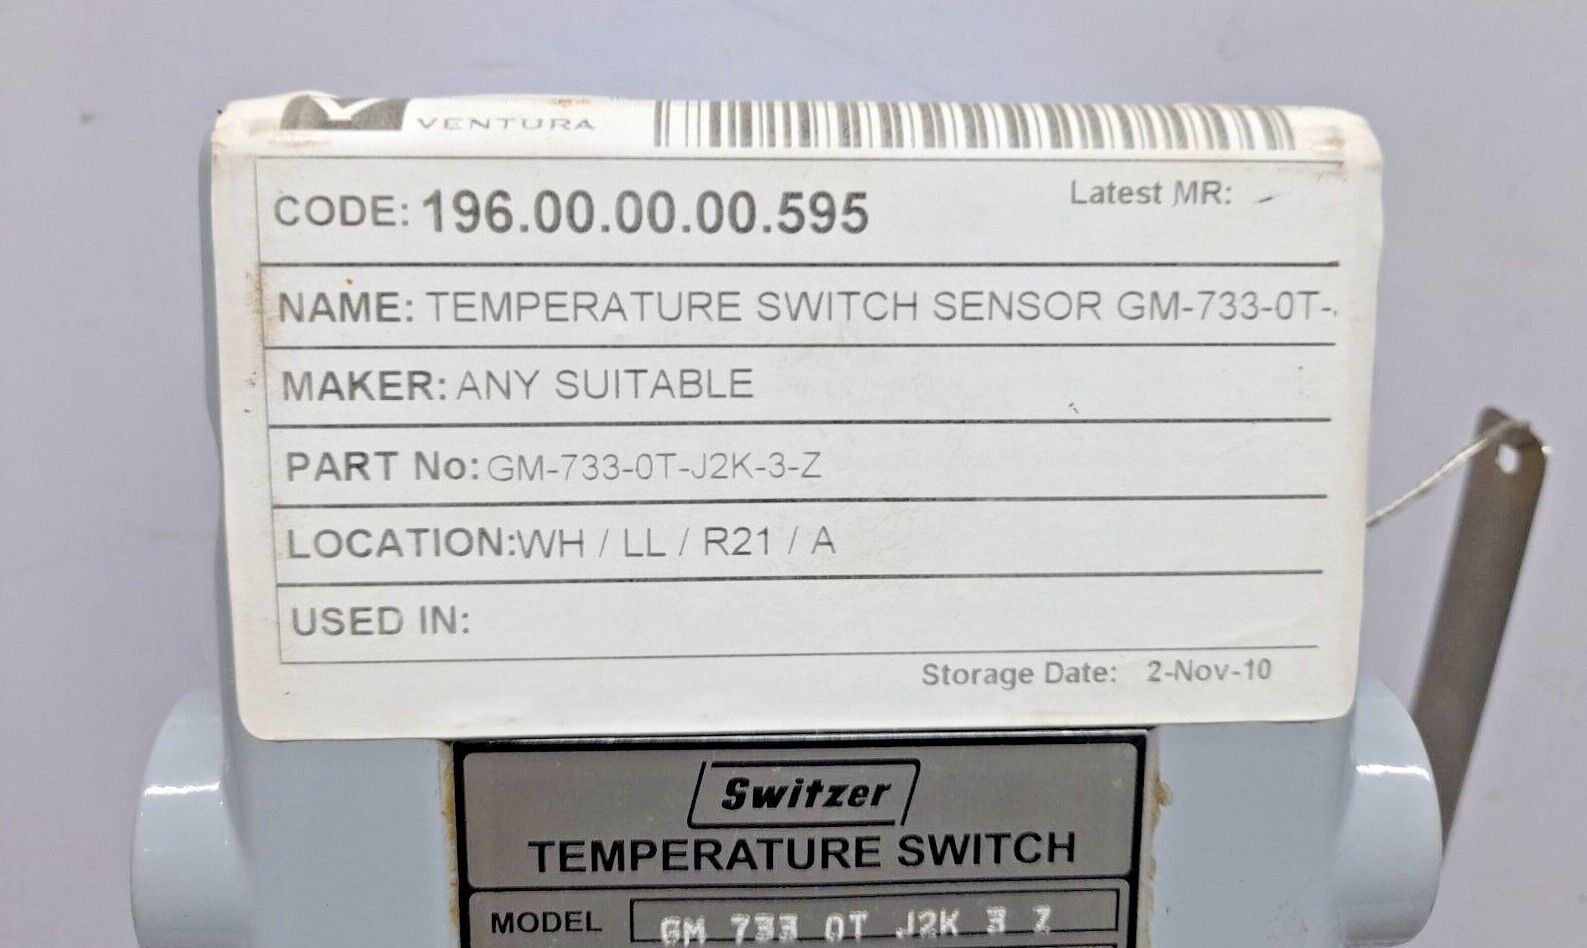 VENTURA
CODE: 196.00.00.00.595
Latest MR: -
NAME: TEMPERATURE SWITCH SENSOR GM-733-0T-
MAKER: ANY SUITABLE
PART No: GM-733-0T-J2K-3-Z
LOCATION: WH / LL / R21 / A
USED IN:
Storage Date: 2-Nov-10
Switzer
TEMPERATURE SWITCH
MODEL GM 733 0T J2K 3 Z